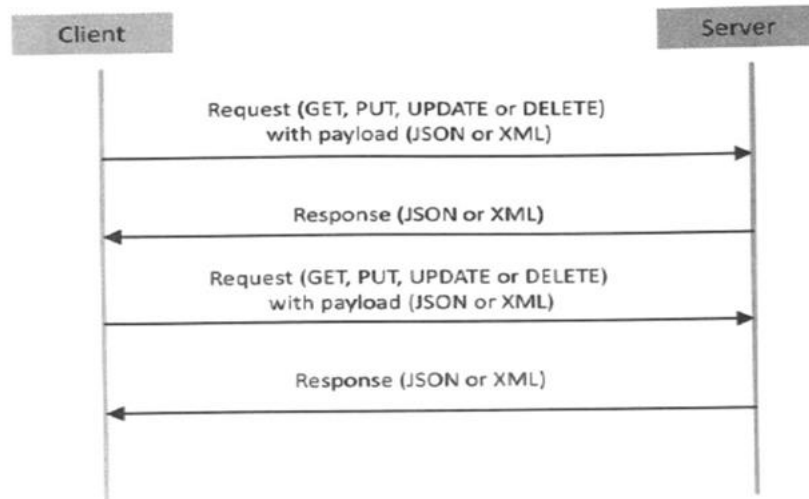 Client
Server
Request (GET, PUT, UPDATE or DELETE)
with payload (JSON or XML)
Response (JSON or XML)
Request (GET, PUT, UPDATE or DELETE)
with payload (JSON or XML)
Response (JSON or XML)